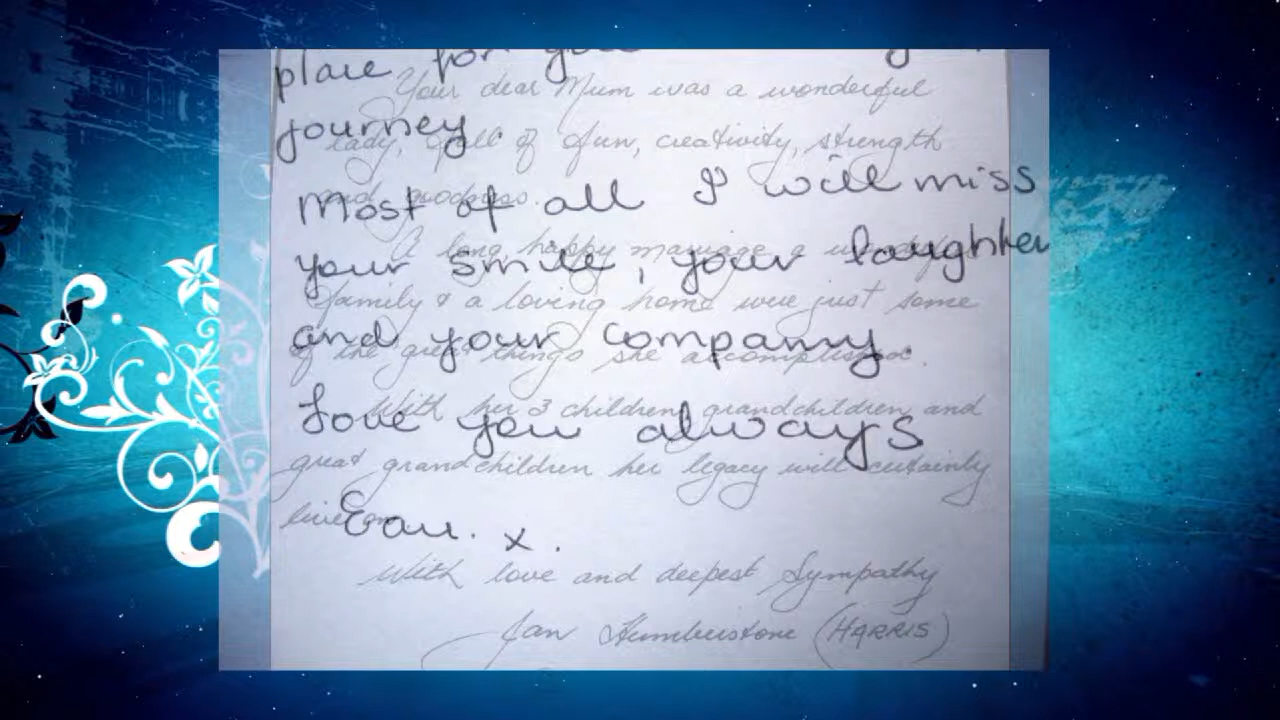 place for
journey.
Most of all I will miss
your smile, your laughter
and your company.
Love you always
x.
Your dear Mum was a wonderful
lady, full of fun, creativity, strength
and goodness.
A long happy marriage, a wonderful
family & a loving home were just some
of the great things she accomplished.
With her 3 children, grandchildren and
great grandchildren her legacy will certainly
live on.
With love and deepest Sympathy
Jan Humberstone (HARRIS)